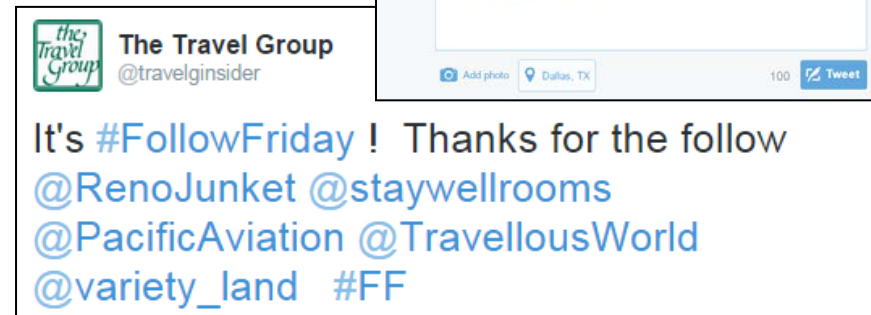 the
Travel
Group
The Travel Group
@travelginsider
Add photo
Dallas, TX
100
Tweet
It's #FollowFriday ! Thanks for the follow
@RenoJunket @staywellrooms
@PacificAviation @TravellousWorld
@variety_land #FF